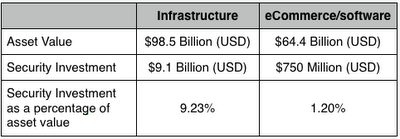 Infrastructure eCommerce/software
Asset Value $98.5 Billion (USD) $64.4 Billion (USD)
Security Investment $9.1 Billion (USD) $750 Million (USD)
Security Investment
as a percentage of
asset value
9.23% 1.20%